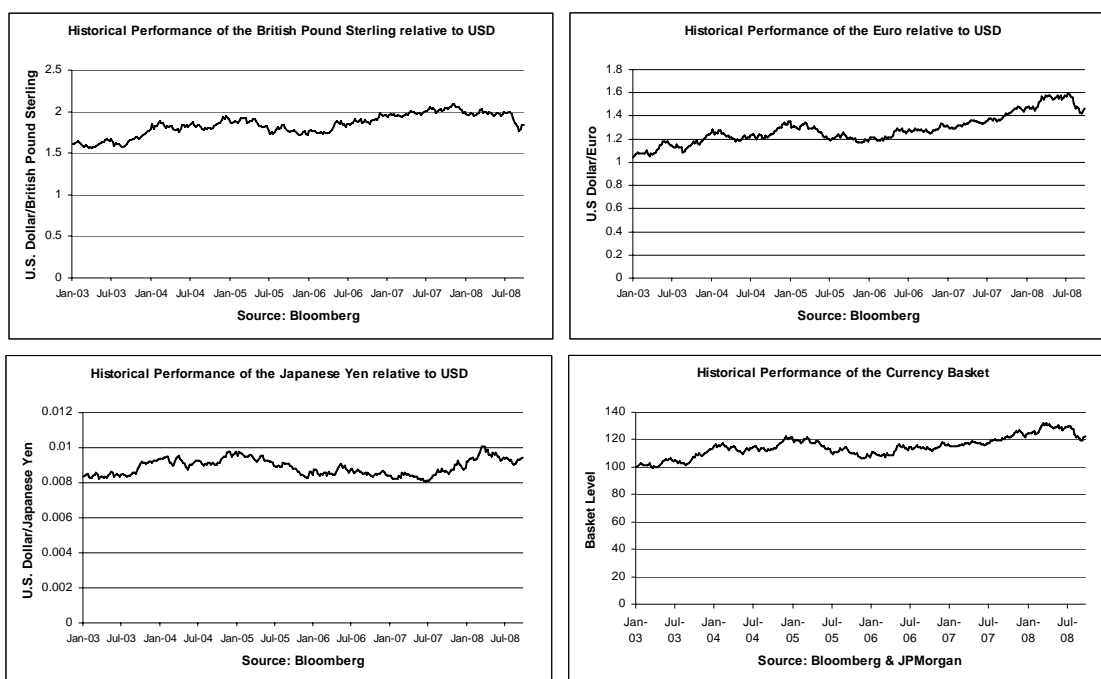 Historical Performance of the British Pound Sterling relative to USD
U.S. Dollar/British Pound Sterling
2.5
2
1.5
1
0.5
0
Jan-03 Jul-03 Jan-04 Jul-04 Jan-05 Jul-05 Jan-06 Jul-06 Jan-07 Jul-07 Jan-08 Jul-08
Source: Bloomberg
Historical Performance of the Euro relative to USD
U.S Dollar/Euro
1.8
1.6
1.4
1.2
1
0.8
0.6
0.4
0.2
0
Jan-03 Jul-03 Jan-04 Jul-04 Jan-05 Jul-05 Jan-06 Jul-06 Jan-07 Jul-07 Jan-08 Jul-08
Source: Bloomberg
Historical Performance of the Japanese Yen relative to USD
U.S. Dollar/Japanese Yen
0.012
0.01
0.008
0.006
0.004
0.002
0
Jan-03 Jul-03 Jan-04 Jul-04 Jan-05 Jul-05 Jan-06 Jul-06 Jan-07 Jul-07 Jan-08 Jul-08
Source: Bloomberg
Historical Performance of the Currency Basket
Basket Level
140
120
100
80
60
40
20
0
Jan- Jul- Jan- Jul- Jan- Jul- Jan- Jul- Jan- Jul- Jan- Jul-
03 03 04 04 05 05 06 06 07 07 08 08
Source: Bloomberg & JPMorgan